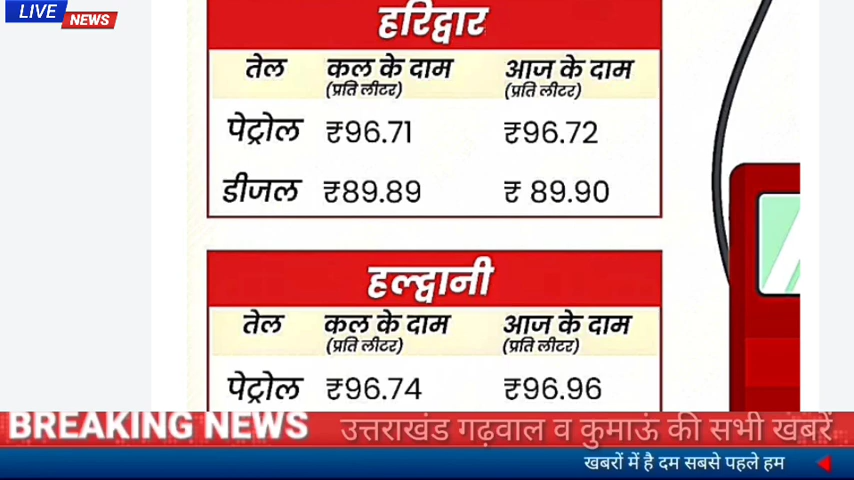 LIVE
NEWS
हरिद्वार
तेल कल के दाम आज के दाम
(प्रति लीटर) (प्रति लीटर)
पेट्रोल ₹96.71 ₹96.72
डीजल ₹89.89 ₹ 89.90
हल्द्वानी
तेल कल के दाम आज के दाम
(प्रति लीटर) (प्रति लीटर)
पेट्रोल ₹96.74 ₹96.96
BREAKING NEWS उत्तराखंड गढ़वाल व कुमाऊं की सभी खबरें
खबरों में है दम सबसे पहले हम